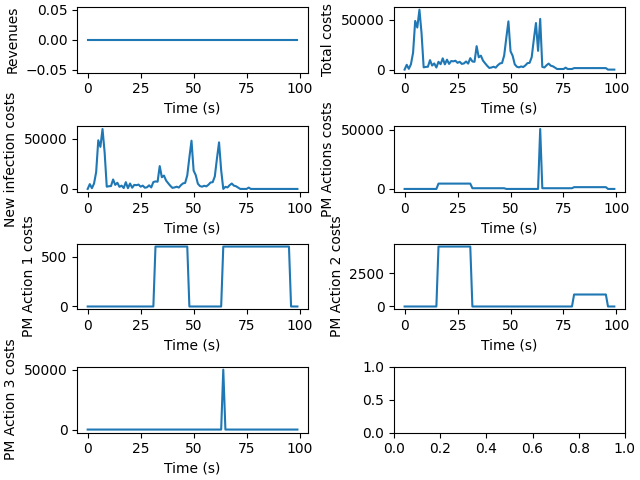 Revenues
0.05
0.00
−0.05
0 25 50 75 100
Time (s)
Total costs
50000
0
0 25 50 75 100
Time (s)
New infection costs
50000
0
0 25 50 75 100
Time (s)
PM Actions costs
50000
0
0 25 50 75 100
Time (s)
PM Action 1 costs
500
0
0 25 50 75 100
Time (s)
PM Action 2 costs
2500
0
0 25 50 75 100
Time (s)
PM Action 3 costs
50000
0
0 25 50 75 100
Time (s)
1.0
0.5
0.0
0.0 0.2 0.4 0.6 0.8 1.0